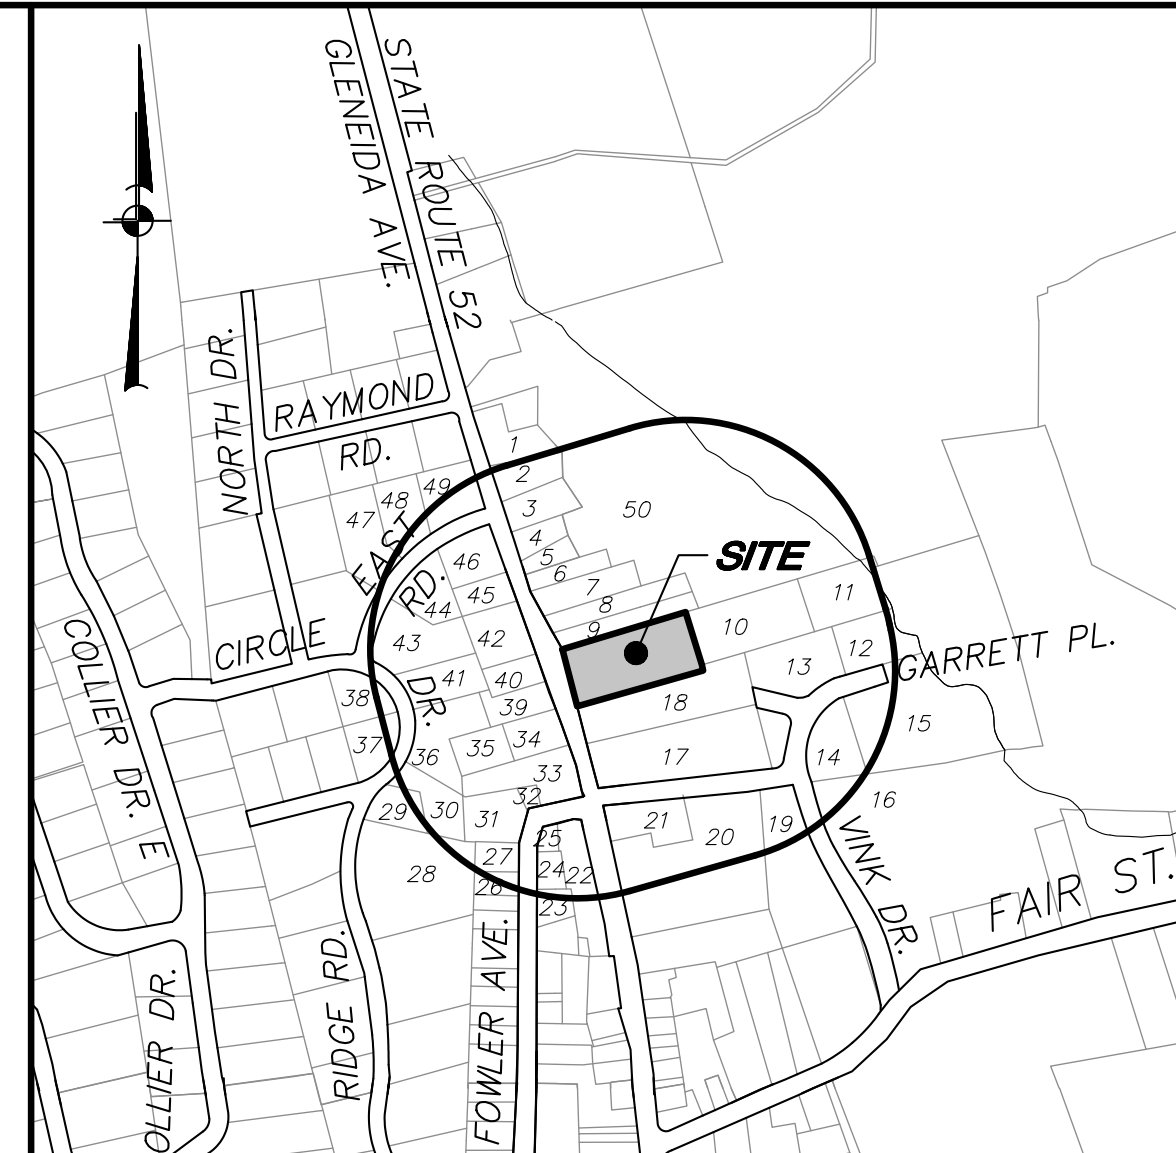 STATE ROUTE 52
GLENEIDA AVE.
NORTH DR.
RAYMOND
RD.
1
2
3
4
5
6
7
8
9
50
SITE
49
48
47
EAST
RD.
46
45
44
43
42
41
40
39
CIRCLE
DR.
38
37
36
35
34
33
32
31
30
29
28
27
26
25
24
22
23
10
11
12
13
GARRETT PL.
18
17
14
15
16
21
20
19
VINK DR.
FAIR ST.
COLLIER DR. E
OLLIER DR.
RIDGE RD.
FOWLER AVE.